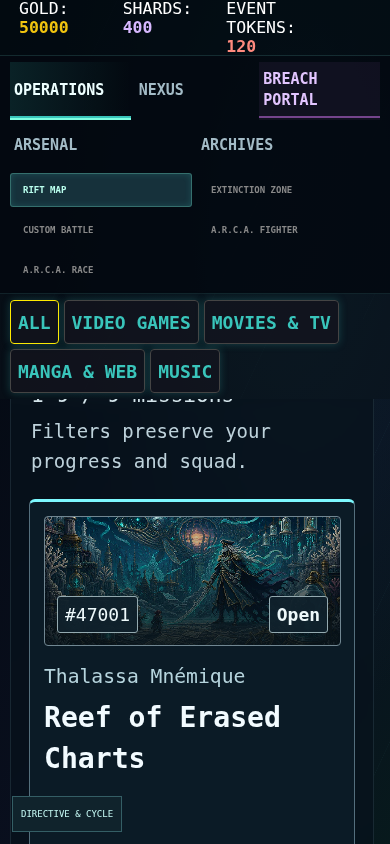 GOLD: SHARDS: EVENT
50000 400 TOKENS:
120
OPERATIONS NEXUS BREACH
PORTAL
ARSENAL ARCHIVES
RIFT MAP EXTINCTION ZONE
CUSTOM BATTLE A.R.C.A. FIGHTER
A.R.C.A. RACE
ALL VIDEO GAMES MOVIES & TV
MANGA & WEB MUSIC
Filters preserve your
progress and squad.
#47001 Open
Thalassa Mnémique
Reef of Erased
Charts
DIRECTIVE & CYCLE